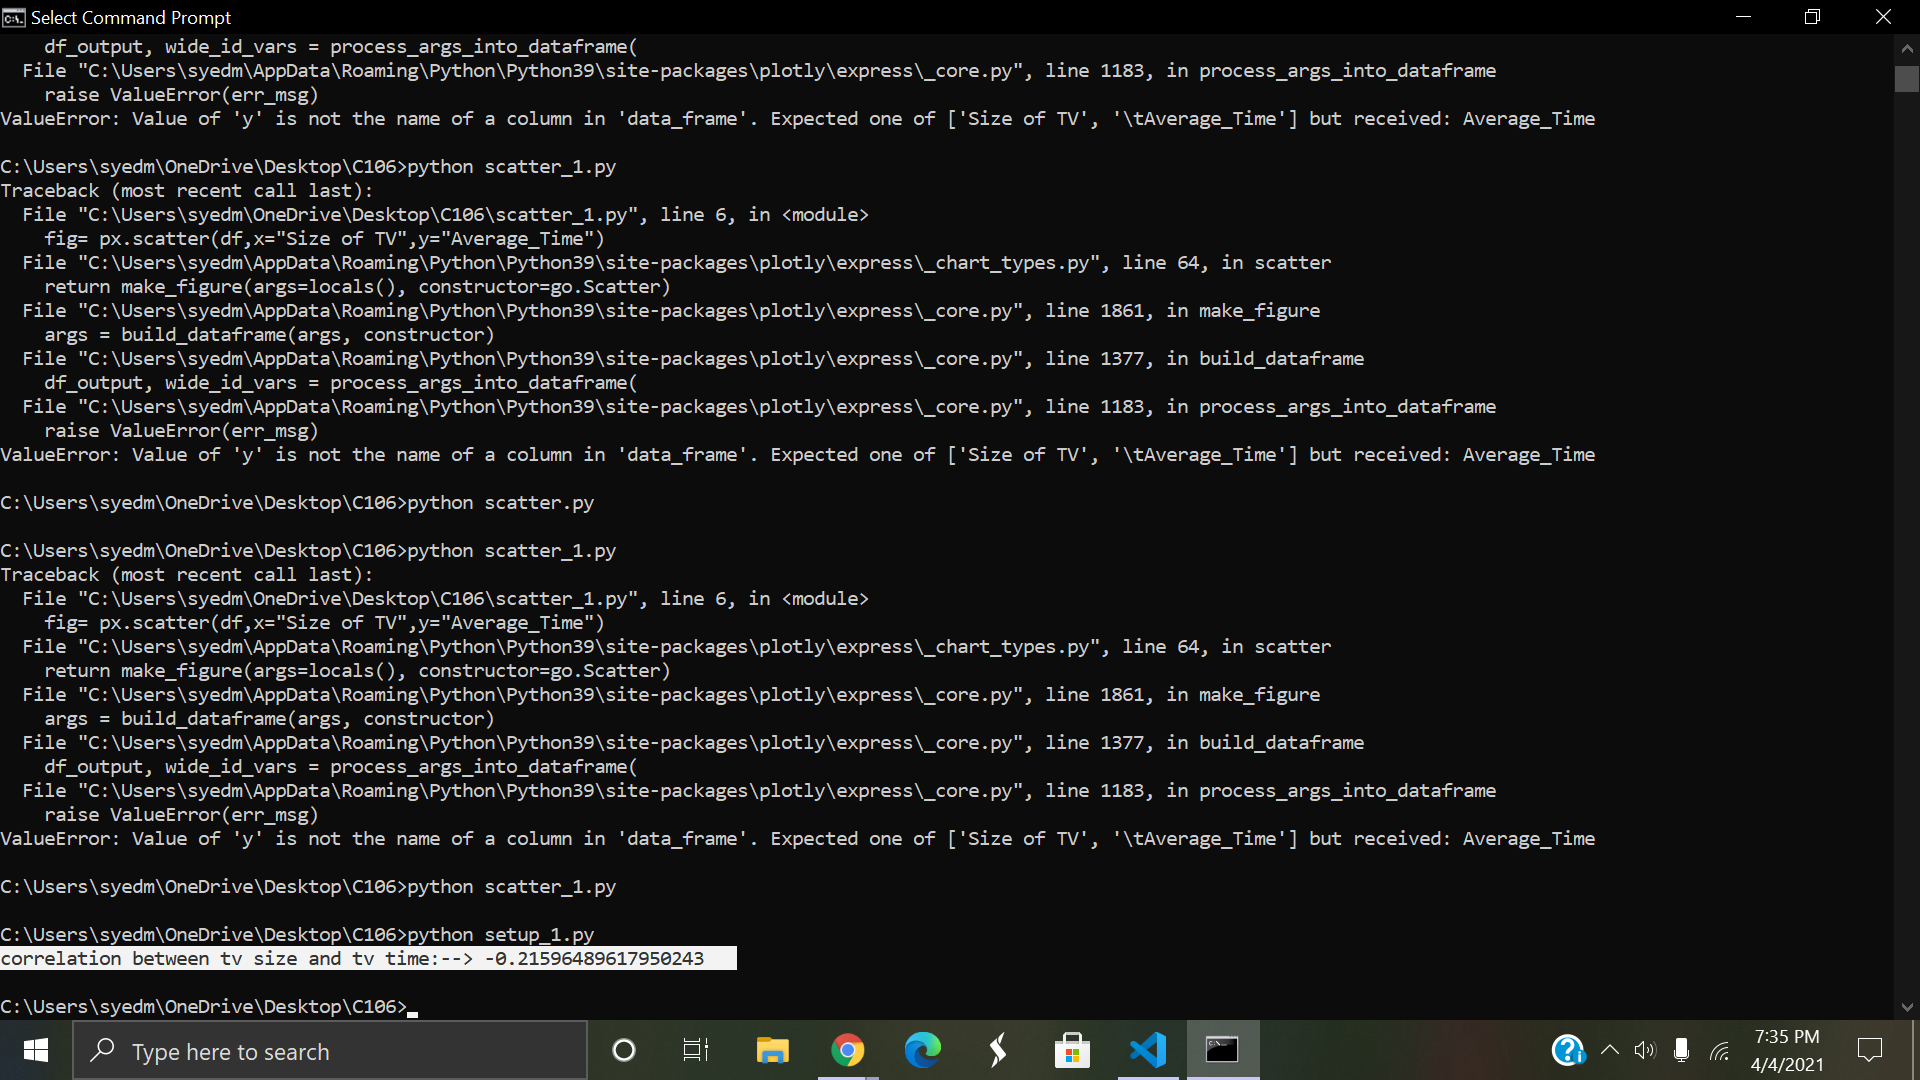 Select Command Prompt
    df_output, wide_id_vars = process_args_into_dataframe(
  File "C:\Users\syedm\AppData\Roaming\Python\Python39\site-packages\plotly\express\_core.py", line 1183, in process_args_into_dataframe
    raise ValueError(err_msg)
ValueError: Value of 'y' is not the name of a column in 'data_frame'. Expected one of ['Size of TV', '\tAverage_Time'] but received: Average_Time
C:\Users\syedm\OneDrive\Desktop\C106>python scatter_1.py
Traceback (most recent call last):
  File "C:\Users\syedm\OneDrive\Desktop\C106\scatter_1.py", line 6, in <module>
    fig= px.scatter(df,x="Size of TV",y="Average_Time")
  File "C:\Users\syedm\AppData\Roaming\Python\Python39\site-packages\plotly\express\_chart_types.py", line 64, in scatter
    return make_figure(args=locals(), constructor=go.Scatter)
  File "C:\Users\syedm\AppData\Roaming\Python\Python39\site-packages\plotly\express\_core.py", line 1861, in make_figure
    args = build_dataframe(args, constructor)
  File "C:\Users\syedm\AppData\Roaming\Python\Python39\site-packages\plotly\express\_core.py", line 1377, in build_dataframe
    df_output, wide_id_vars = process_args_into_dataframe(
  File "C:\Users\syedm\AppData\Roaming\Python\Python39\site-packages\plotly\express\_core.py", line 1183, in process_args_into_dataframe
    raise ValueError(err_msg)
ValueError: Value of 'y' is not the name of a column in 'data_frame'. Expected one of ['Size of TV', '\tAverage_Time'] but received: Average_Time
C:\Users\syedm\OneDrive\Desktop\C106>python scatter.py
C:\Users\syedm\OneDrive\Desktop\C106>python scatter_1.py
Traceback (most recent call last):
  File "C:\Users\syedm\OneDrive\Desktop\C106\scatter_1.py", line 6, in <module>
    fig= px.scatter(df,x="Size of TV",y="Average_Time")
  File "C:\Users\syedm\AppData\Roaming\Python\Python39\site-packages\plotly\express\_chart_types.py", line 64, in scatter
    return make_figure(args=locals(), constructor=go.Scatter)
  File "C:\Users\syedm\AppData\Roaming\Python\Python39\site-packages\plotly\express\_core.py", line 1861, in make_figure
    args = build_dataframe(args, constructor)
  File "C:\Users\syedm\AppData\Roaming\Python\Python39\site-packages\plotly\express\_core.py", line 1377, in build_dataframe
    df_output, wide_id_vars = process_args_into_dataframe(
  File "C:\Users\syedm\AppData\Roaming\Python\Python39\site-packages\plotly\express\_core.py", line 1183, in process_args_into_dataframe
    raise ValueError(err_msg)
ValueError: Value of 'y' is not the name of a column in 'data_frame'. Expected one of ['Size of TV', '\tAverage_Time'] but received: Average_Time
C:\Users\syedm\OneDrive\Desktop\C106>python scatter_1.py
C:\Users\syedm\OneDrive\Desktop\C106>python setup_1.py
correlation between tv size and tv time:--> -0.21596489617950243
C:\Users\syedm\OneDrive\Desktop\C106>
Type here to search
7:35 PM
4/4/2021